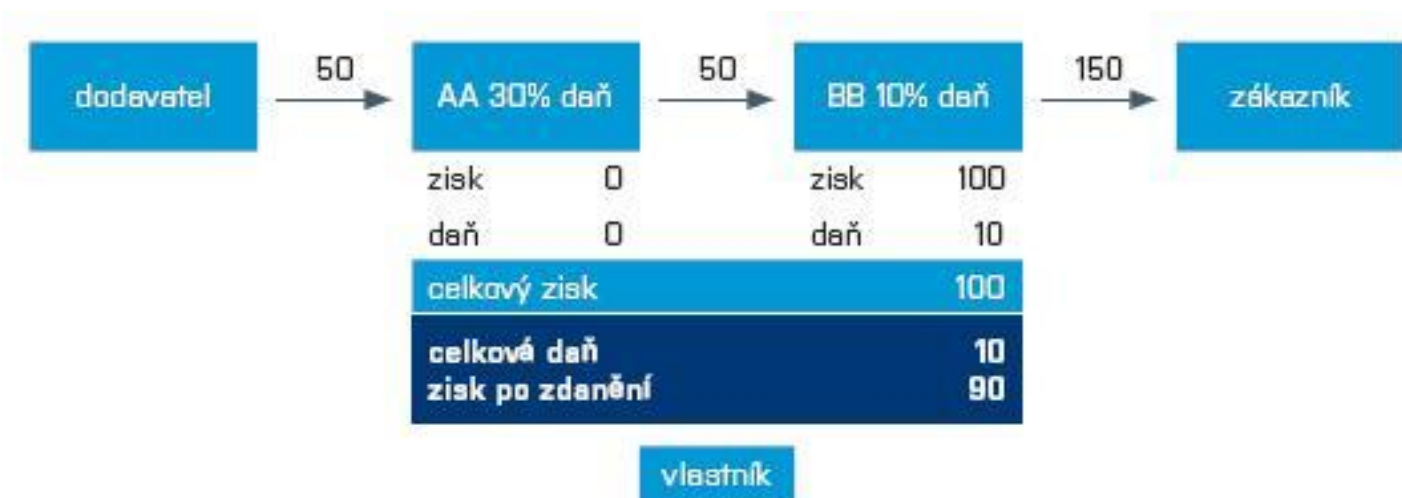 50 50 150
dodavatel AA 30% daň BB 10% daň zákazník
zisk 0 zisk 100
daň 0 daň 10
celkový zisk 100
celková daň 10
zisk po zdanění 90
vlastník